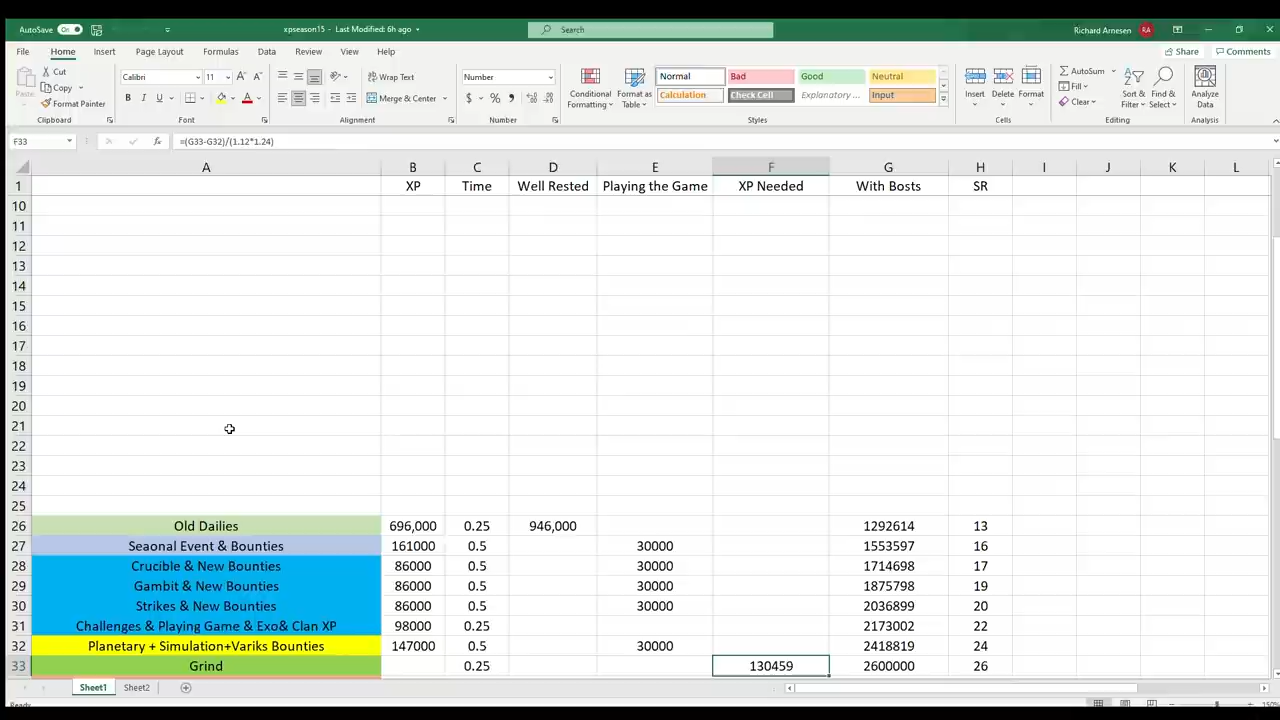 AutoSave On xpseason15 - Last Modified: 6h ago Search Richard Arnesen RA
File Home Insert Page Layout Formulas Data Review View Help Share Comments
Cut Calibri 11 A A Wrap Text Number Normal Bad Good Neutral AutoSum
Paste Copy Conditional Format as Insert Delete Format Fill Sort & Find & Analyze
Format Painter B I U A Merge & Center $ % Formatting Table Calculation Check Cell Explanatory ... Input Clear Filter Select Data
Clipboard Font Alignment Number Styles Cells Editing Analysis
F33 fx =(G33-G32)/(1.12*1.24)
A B C D E F G H I J K L
1 XP Time Well Rested Playing the Game XP Needed With Bosts SR
10
11
12
13
14
15
16
17
18
19
20
21
22
23
24
25
26 Old Dailies 696,000 0.25 946,000 1292614 13
27 Seaonal Event & Bounties 161000 0.5 30000 1553597 16
28 Crucible & New Bounties 86000 0.5 30000 1714698 17
29 Gambit & New Bounties 86000 0.5 30000 1875798 19
30 Strikes & New Bounties 86000 0.5 30000 2036899 20
31 Challenges & Playing Game & Exo& Clan XP 98000 0.25 2173002 22
32 Planetary + Simulation+Variks Bounties 147000 0.5 30000 2418819 24
33 Grind 0.25 130459 2600000 26
Sheet1 Sheet2
Ready 150%